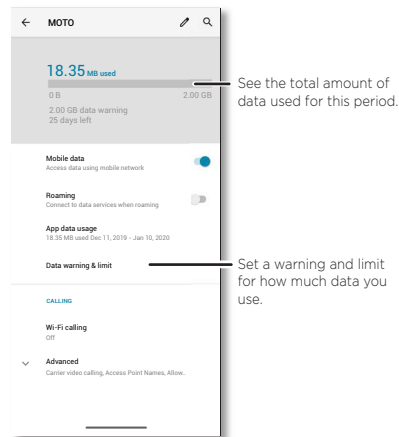 MOTO
18.35 MB used
0 B 2.00 GB
2.00 GB data warning
25 days left
See the total amount of
data used for this period.
Mobile data
Access data using mobile network
Roaming
Connect to data services when roaming
App data usage
18.35 MB used Dec 11, 2019 - Jan 10, 2020
Data warning & limit
Set a warning and limit
for how much data you
use.
CALLING
Wi-Fi calling
Off
Advanced
Carrier video calling, Access Point Names, Allow..